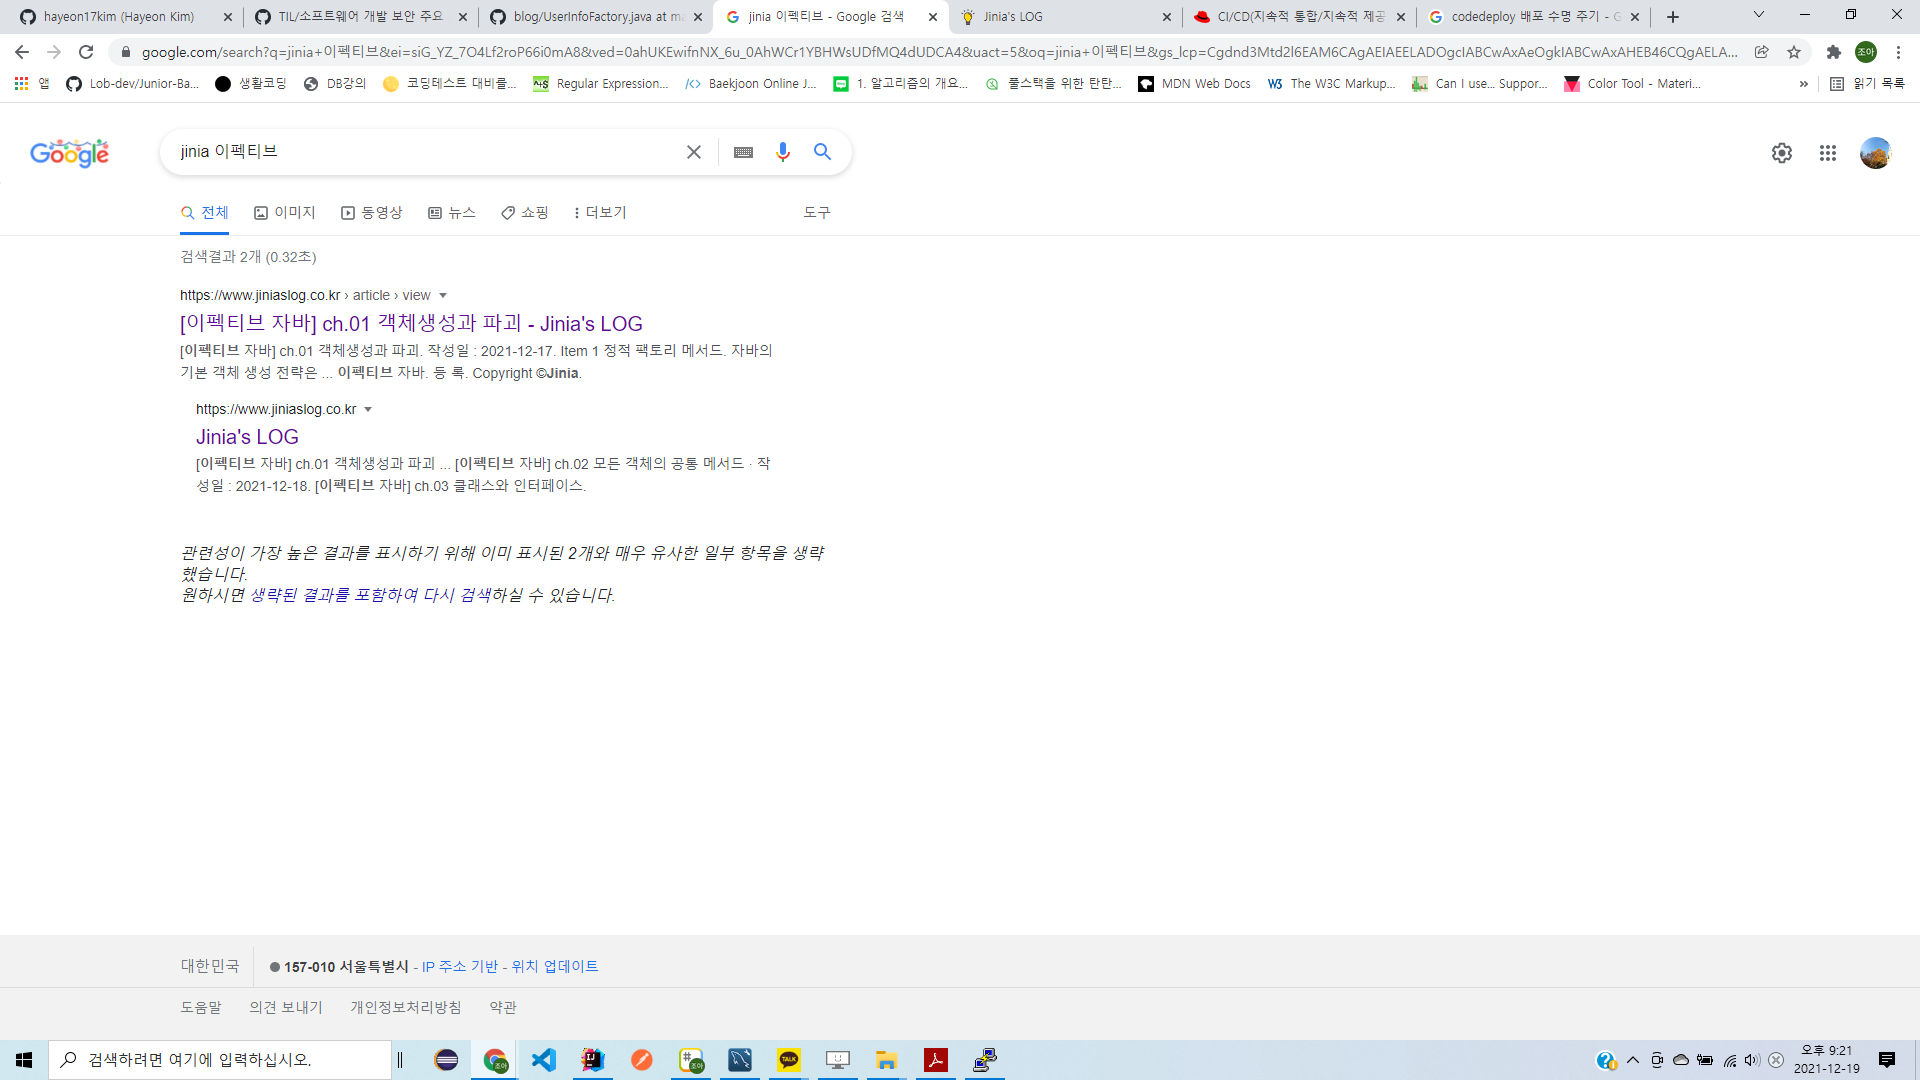 hayeon17kim (Hayeon Kim)
TIL/소프트웨어 개발 보안 주요
blog/UserInfoFactory.java at ma
jinia 이펙티브 - Google 검색
Jinia's LOG
CI/CD(지속적 통합/지속적 제공
codedeploy 배포 수명 주기 - G
google.com/search?q=jinia+이펙티브&ei=siG_YZ_7O4Lf2roP66i0mA8&ved=0ahUKEwifnNX_6u_0AhWCr1YBHWsUDfMQ4dUDCA4&uact=5&oq=jinia+이펙티브&gs_lcp=Cgdnd3Mtd2l6EAM6CAgAEIAEELADOgcIABCwAxAeOgkIABCwAxAHEB46CQgAELA...
조아
앱
Lob-dev/Junior-Ba...
생활코딩
DB강의
코딩테스트 대비를...
Regular Expression...
Baekjoon Online J...
1. 알고리즘의 개요...
풀스택을 위한 탄탄...
MDN Web Docs
The W3C Markup...
Can I use... Suppor...
Color Tool - Materi...
»
읽기 목록
Google
jinia 이펙티브
전체
이미지
동영상
뉴스
쇼핑
더보기
도구
검색결과 2개 (0.32초)
https://www.jiniaslog.co.kr › article › view
[이펙티브 자바] ch.01 객체생성과 파괴 - Jinia's LOG
[이펙티브 자바] ch.01 객체생성과 파괴. 작성일 : 2021-12-17. Item 1 정적 팩토리 메서드. 자바의
기본 객체 생성 전략은 ... 이펙티브 자바. 등 록. Copyright ©Jinia.
https://www.jiniaslog.co.kr
Jinia's LOG
[이펙티브 자바] ch.01 객체생성과 파괴 ... [이펙티브 자바] ch.02 모든 객체의 공통 메서드 · 작
성일 : 2021-12-18. [이펙티브 자바] ch.03 클래스와 인터페이스.
관련성이 가장 높은 결과를 표시하기 위해 이미 표시된 2개와 매우 유사한 일부 항목을 생략
했습니다.
원하시면 생략된 결과를 포함하여 다시 검색하실 수 있습니다.
대한민국
157-010 서울특별시 - IP 주소 기반 - 위치 업데이트
도움말
의견 보내기
개인정보처리방침
약관
검색하려면 여기에 입력하십시오.
조아
IJ
조아
TALK
오후 9:21
2021-12-19